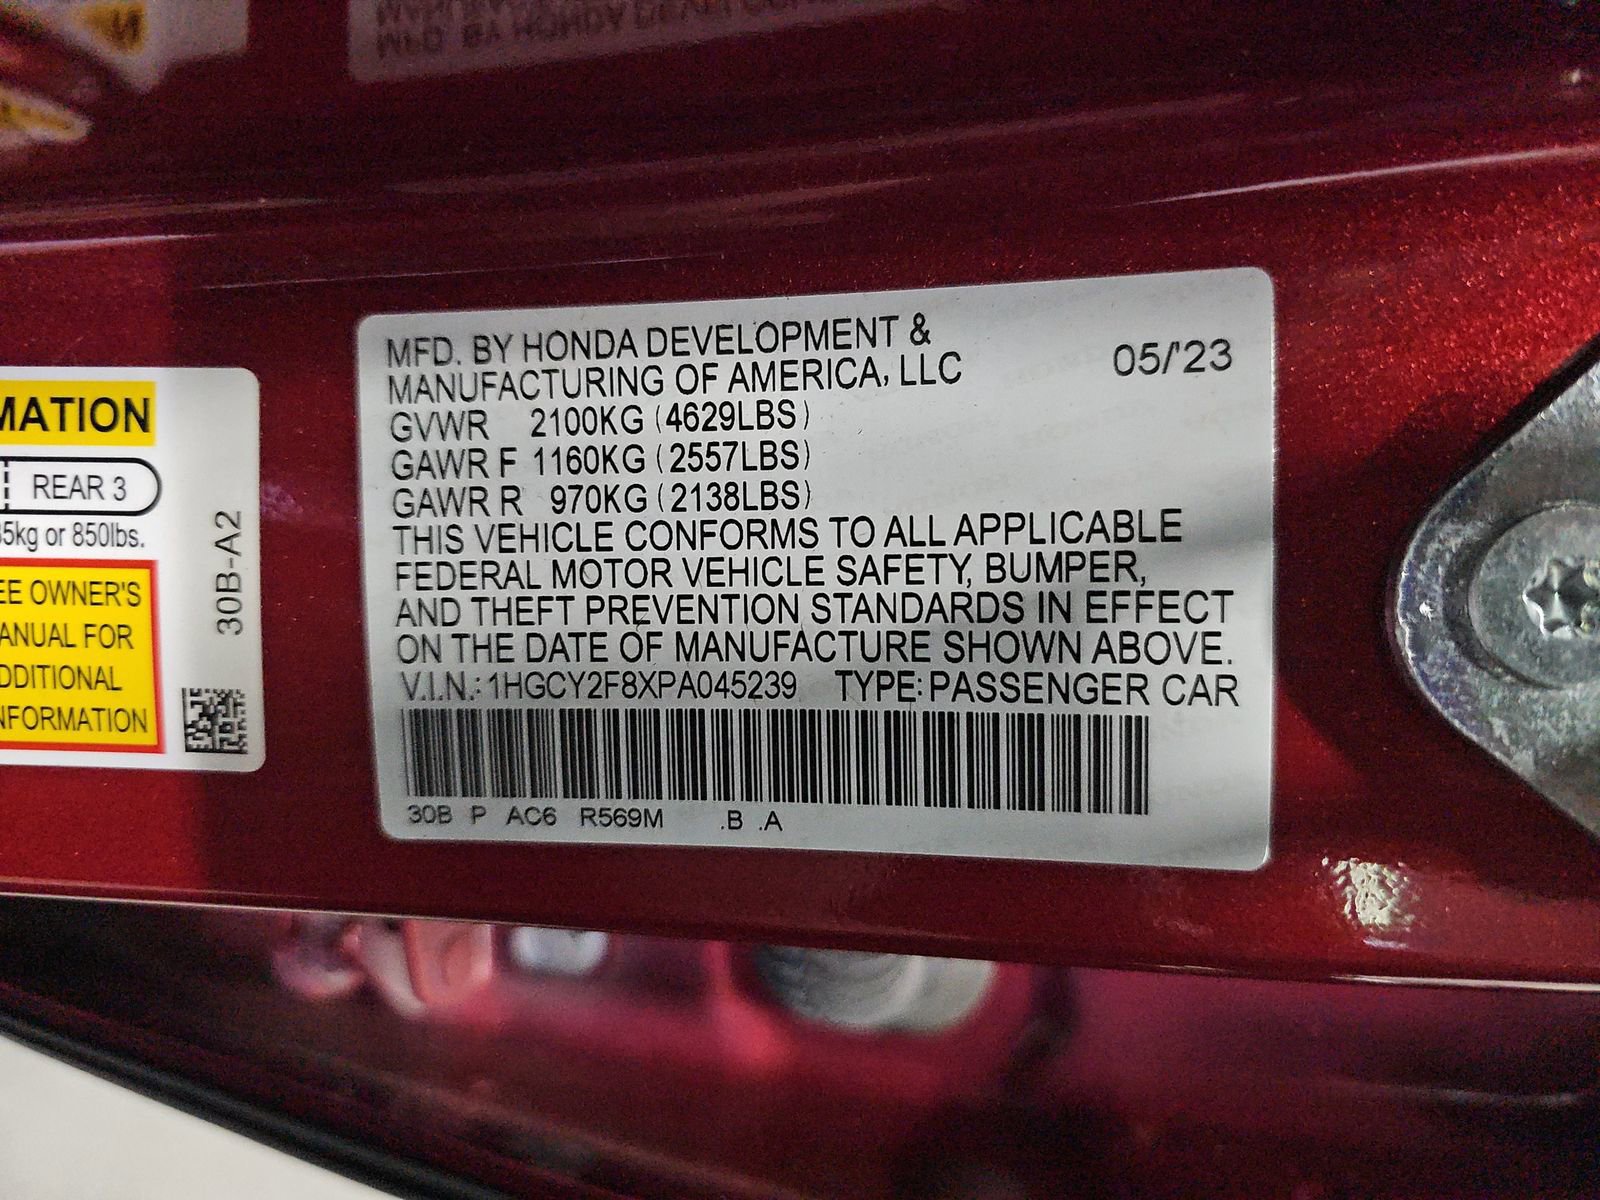 MATION
REAR 3
5kg or 850lbs.
EE OWNER'S
ANUAL FOR
DDITIONAL
NFORMATION
30B-A2
MFD. BY HONDA DEVELOPMENT &
MANUFACTURING OF AMERICA, LLC
05/'23
GVWR 2100KG (4629LBS)
GAWR F 1160KG (2557LBS)
GAWR R 970KG (2138LBS)
THIS VEHICLE CONFORMS TO ALL APPLICABLE
FEDERAL MOTOR VEHICLE SAFETY, BUMPER,
AND THEFT PREVENTION STANDARDS IN EFFECT
ON THE DATE OF MANUFACTURE SHOWN ABOVE.
V.I.N.: 1HGCY2F8XPA045239 TYPE: PASSENGER CAR
30B P AC6 R569M .B .A